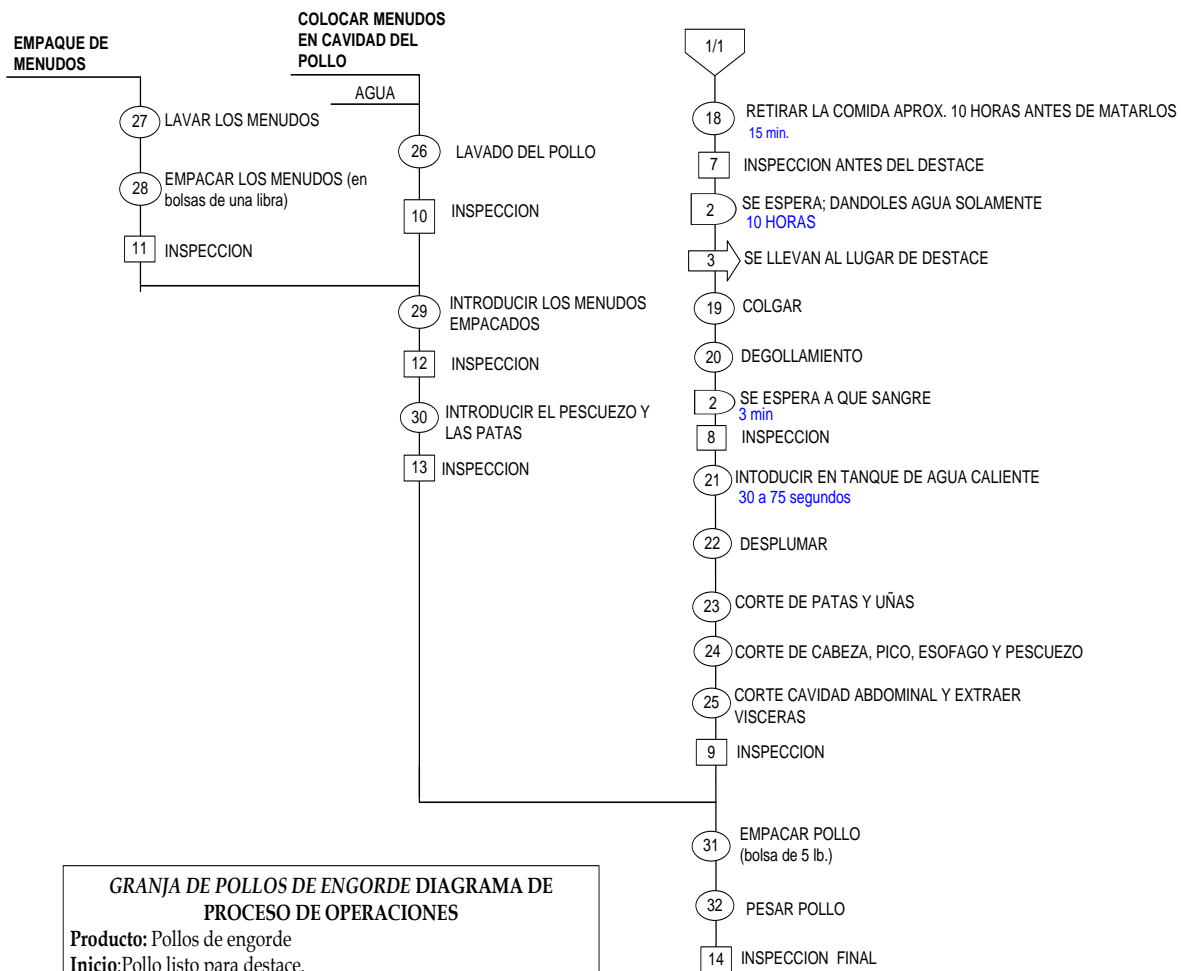 EMPAQUE DE
MENUDOS
27
LAVAR LOS MENUDOS
28
EMPACAR LOS MENUDOS (en
bolsas de una libra)
11
INSPECCION
COLOCAR MENUDOS
EN CAVIDAD DEL
POLLO
AGUA
26
LAVADO DEL POLLO
10
INSPECCION
29
INTRODUCIR LOS MENUDOS
EMPACADOS
12
INSPECCION
30
INTRODUCIR EL PESCUEZO Y
LAS PATAS
13
INSPECCION
1/1
18
RETIRAR LA COMIDA APROX. 10 HORAS ANTES DE MATARLOS
15 min.
7
INSPECCION ANTES DEL DESTACE
2
SE ESPERA; DANDOLES AGUA SOLAMENTE
10 HORAS
3
SE LLEVAN AL LUGAR DE DESTACE
19
COLGAR
20
DEGOLLAMIENTO
2
SE ESPERA A QUE SANGRE
3 min
8
INSPECCION
21
INTODUCIR EN TANQUE DE AGUA CALIENTE
30 a 75 segundos
22
DESPLUMAR
23
CORTE DE PATAS Y UÑAS
24
CORTE DE CABEZA, PICO, ESOFAGO Y PESCUEZO
25
CORTE CAVIDAD ABDOMINAL Y EXTRAER
VISCERAS
9
INSPECCION
31
EMPACAR POLLO
(bolsa de 5 lb.)
32
PESAR POLLO
14
INSPECCION FINAL
GRANJA DE POLLOS DE ENGORDE DIAGRAMA DE
PROCESO DE OPERACIONES
Producto: Pollos de engorde
Inicio:Pollo listo para destace.